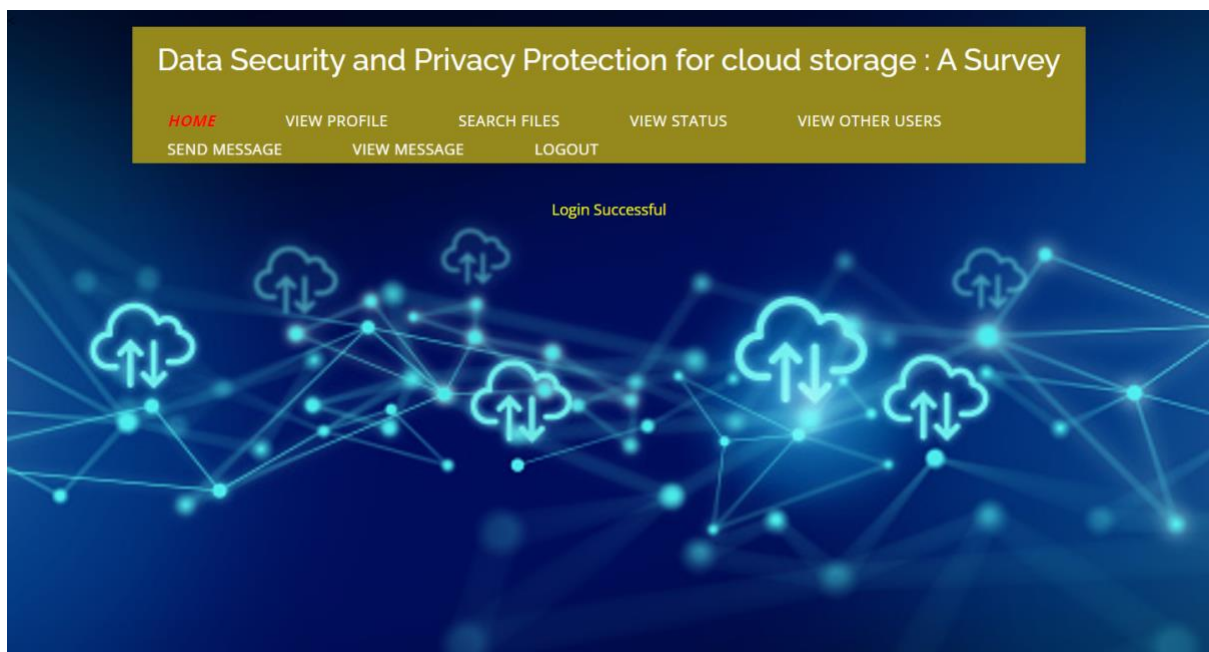 Data Security and Privacy Protection for cloud storage : A Survey
HOME VIEW PROFILE SEARCH FILES VIEW STATUS VIEW OTHER USERS
SEND MESSAGE VIEW MESSAGE LOGOUT
Login Successful